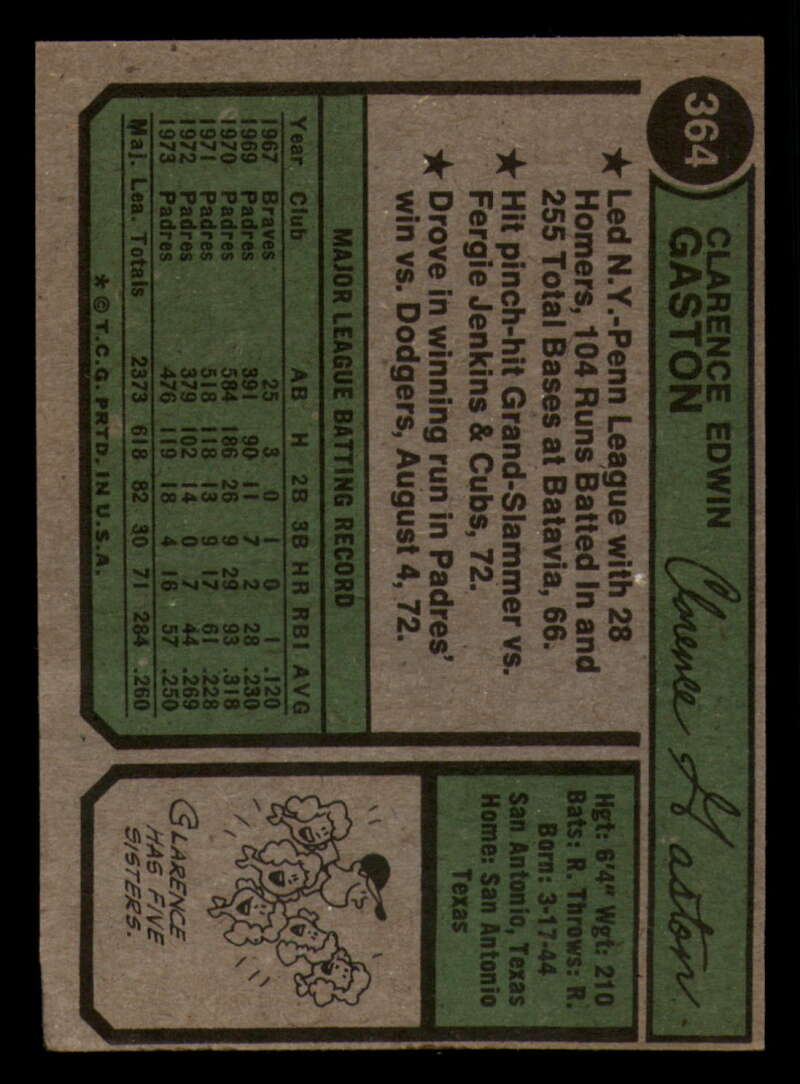 364
CLARENCE EDWIN
GASTON
Clarence Gaston
★ Led N.Y.-Penn League with 28
Homers, 104 Runs Batted In and
255 Total Bases at Batavia, 66.
★ Hit pinch-hit Grand-Slammer vs.
Fergie Jenkins & Cubs, 72.
★ Drove in winning run in Padres'
win vs. Dodgers, August 4, 72.
MAJOR LEAGUE BATTING RECORD
Year Club AB H 2B 3B HR RBI AVG
1967 Braves 25 3 0 1 0 1 .120
1969 Padres 391 90 11 7 2 28 .230
1970 Padres 584 186 26 9 29 93 .318
1971 Padres 518 118 13 9 17 61 .228
1972 Padres 379 102 14 0 7 44 .269
1973 Padres 476 119 18 4 16 57 .250
Maj. Lea. Totals 2373 618 82 30 71 284 .260
* © T.C.G. PRTD. IN U.S.A.
Hgt: 6'4" Wgt: 210
Bats: R. Throws: R.
Born: 3-17-44
San Antonio, Texas
Home: San Antonio
Texas
CLARENCE
HAS FIVE
SISTERS.